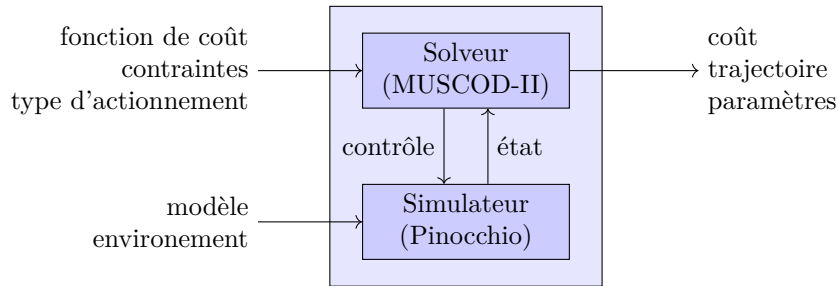 fonction de coût
contraintes
type d'actionnement
Solveur
(MUSCOD-II)
coût
trajectoire
paramètres
contrôle
état
modèle
environement
Simulateur
(Pinocchio)